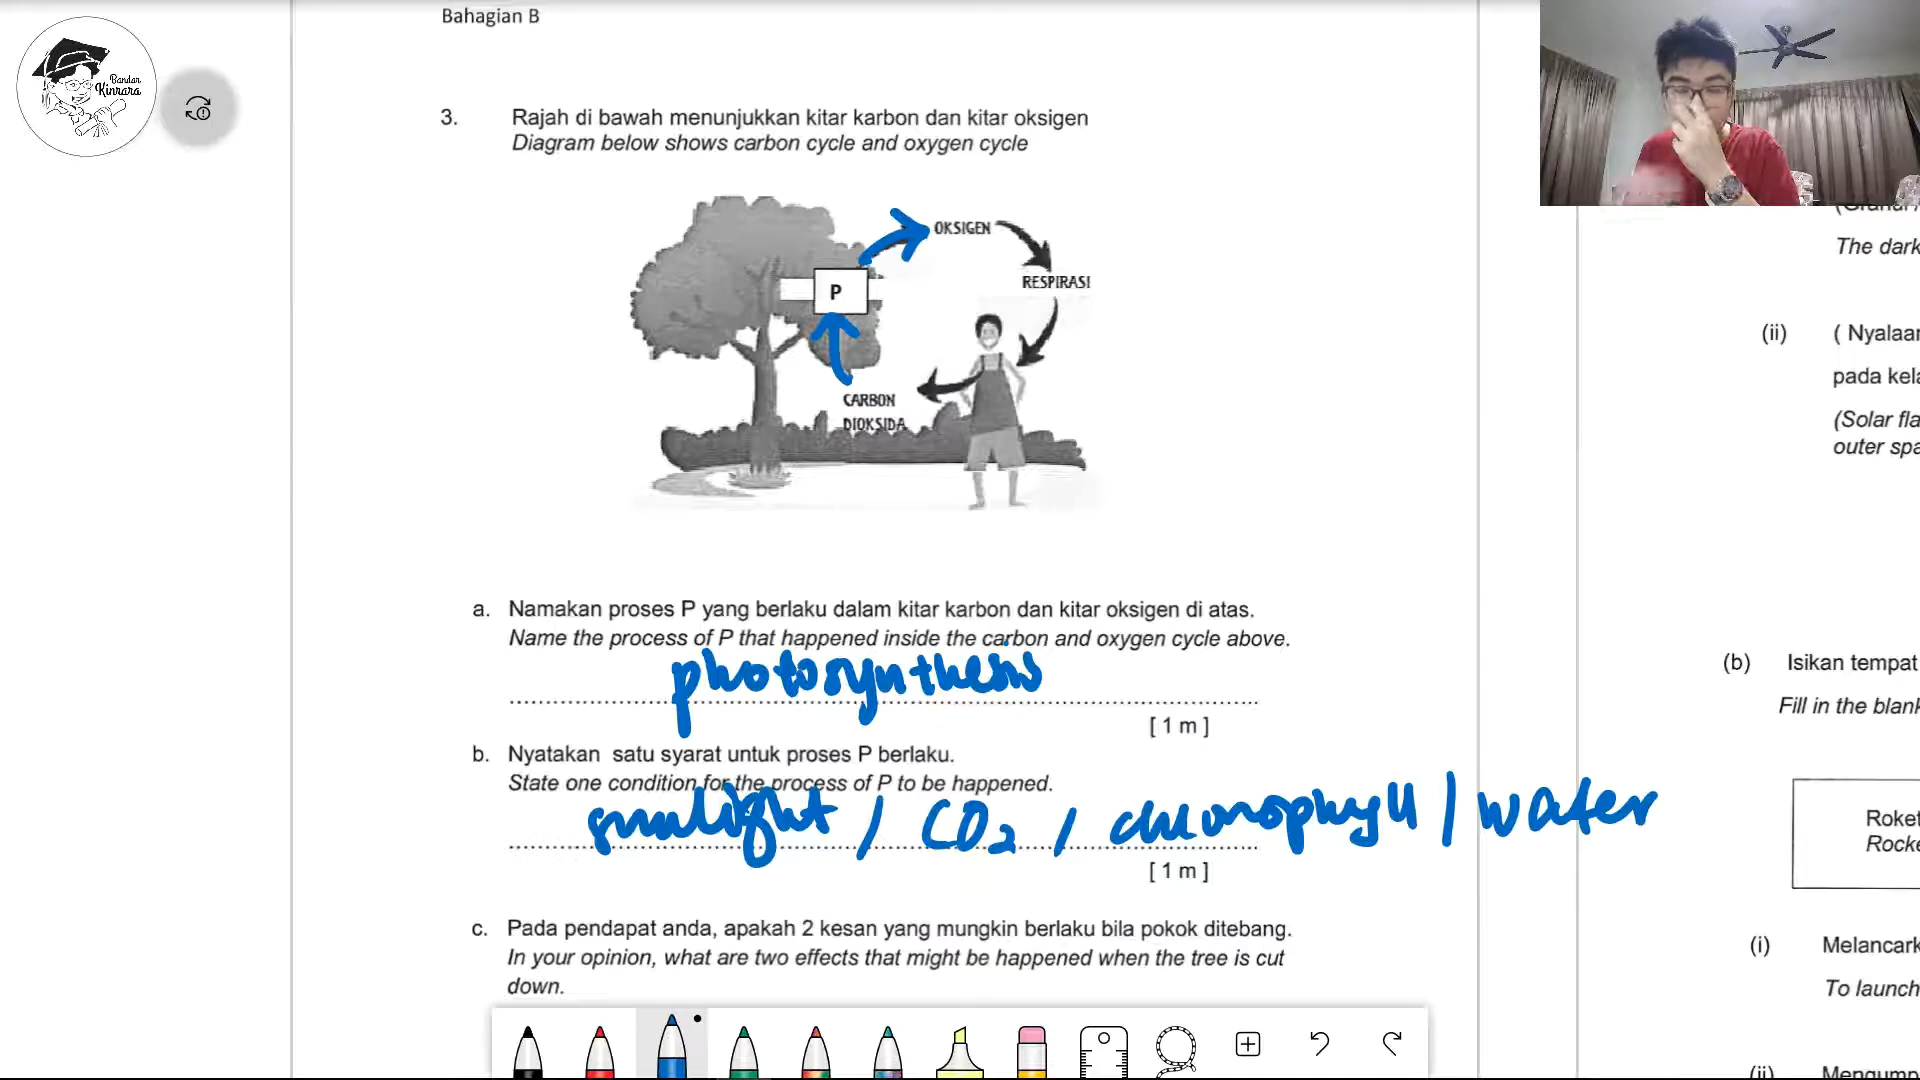 Bahagian B
Bandar
Kinrara
3. Rajah di bawah menunjukkan kitar karbon dan kitar oksigen
Diagram below shows carbon cycle and oxygen cycle
OKSIGEN
RESPIRASI
P
CARBON
DIOKSIDA
a. Namakan proses P yang berlaku dalam kitar karbon dan kitar oksigen di atas.
Name the process of P that happened inside the carbon and oxygen cycle above.
photosynthesis
[ 1 m ]
b. Nyatakan satu syarat untuk proses P berlaku.
State one condition for the process of P to be happened.
sunlight / CO2 / chlorophyll / water
[ 1 m ]
c. Pada pendapat anda, apakah 2 kesan yang mungkin berlaku bila pokok ditebang.
In your opinion, what are two effects that might be happened when the tree is cut
down.
The dark
(ii) ( Nyalaan
pada kela
(Solar fla
outer spa
(b) Isikan tempat
Fill in the blank
Roket
Rocke
(i) Melancark
To launch
(ii) Mengump